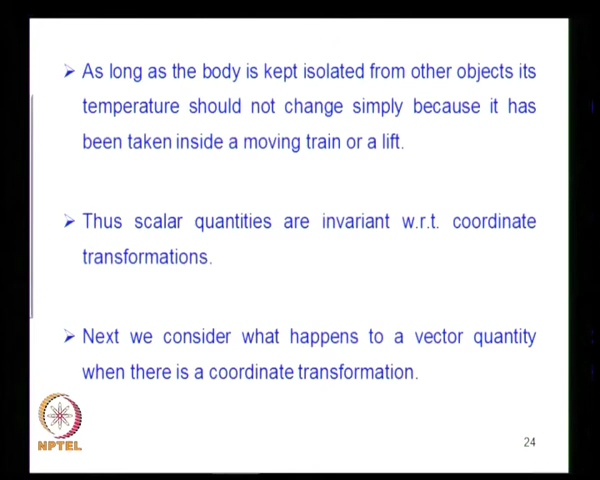 ➢ As long as the body is kept isolated from other objects its
temperature should not change simply because it has
been taken inside a moving train or a lift.
➢ Thus scalar quantities are invariant w.r.t. coordinate
transformations.
➢ Next we consider what happens to a vector quantity
when there is a coordinate transformation.
NPTEL
24